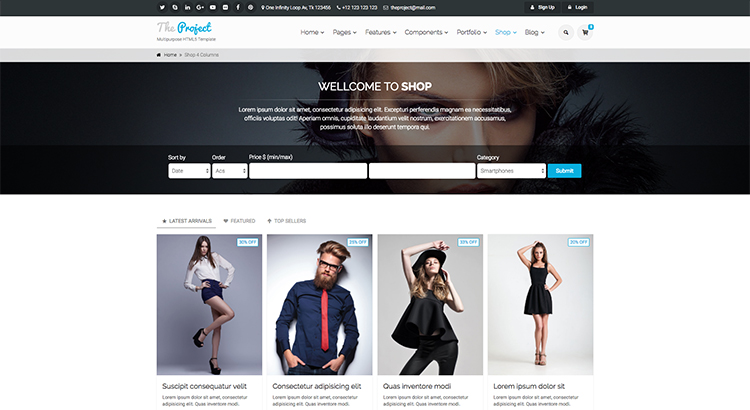 One Infinity Loop Av, Tk 123456 +12 123 123 123 theproject@mail.com Sign Up Login
The Project
Multipurpose HTML5 Template
Home Pages Features Components Portfolio Shop Blog
Home > Shop 4 Columns
WELLCOME TO SHOP
Lorem ipsum dolor sit amet, consectetur adipisicing elit. Excepturi perferendis magnam ea necessitatibus,
officiis voluptas odit! Aperiam omnis, cupiditate laudantium velit nostrum, exercitationem accusamus,
possimus soluta illo deserunt tempora qui.
Sort by Order Price $ (min/max) Category
Date Acs Smartphones Submit
LATEST ARRIVALS FEATURED TOP SELLERS
30% OFF
20% OFF
Suscipit consequatur velit Consectetur adipisicing elit Quas inventore modi Lorem ipsum dolor sit
Lorem ipsum dolor sit amet, consectetur Lorem ipsum dolor sit amet, consectetur Lorem ipsum dolor sit amet, consectetur Lorem ipsum dolor sit amet, consectetur
adipisicing elit. Quas inventore modi. adipisicing elit. Quas inventore modi. adipisicing elit. Quas inventore modi. adipisicing elit. Quas inventore modi.